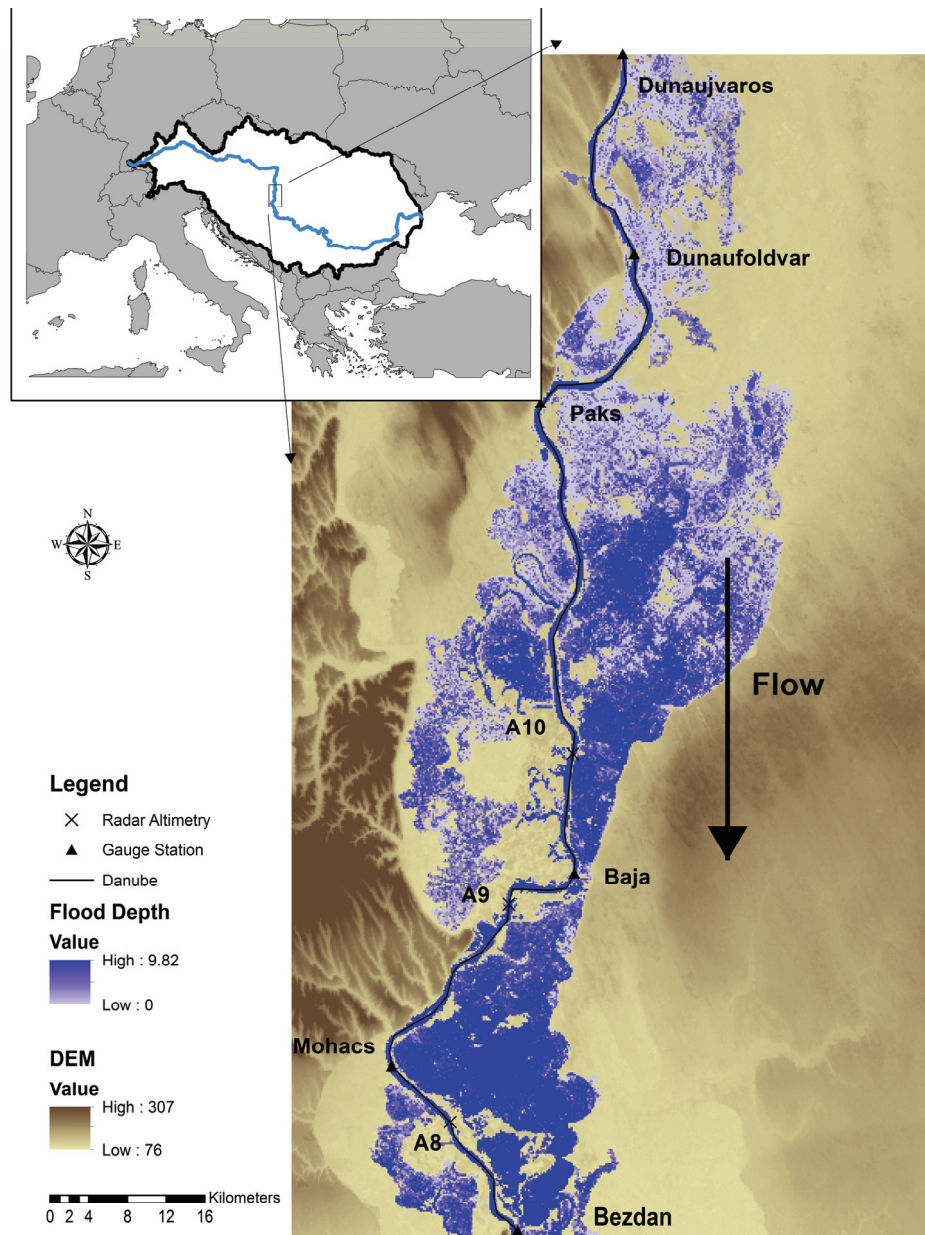 Dunaujvaros
Dunaufoldvar
Paks
N
W E
S
Flow
A10
Legend
Radar Altimetry
Gauge Station
Danube
Baja
A9
Flood Depth
Value
High : 9.82
Low : 0
Mohacs
DEM
Value
High : 307
Low : 76
A8
Kilometers
0 2 4 8 12 16
Bezdan